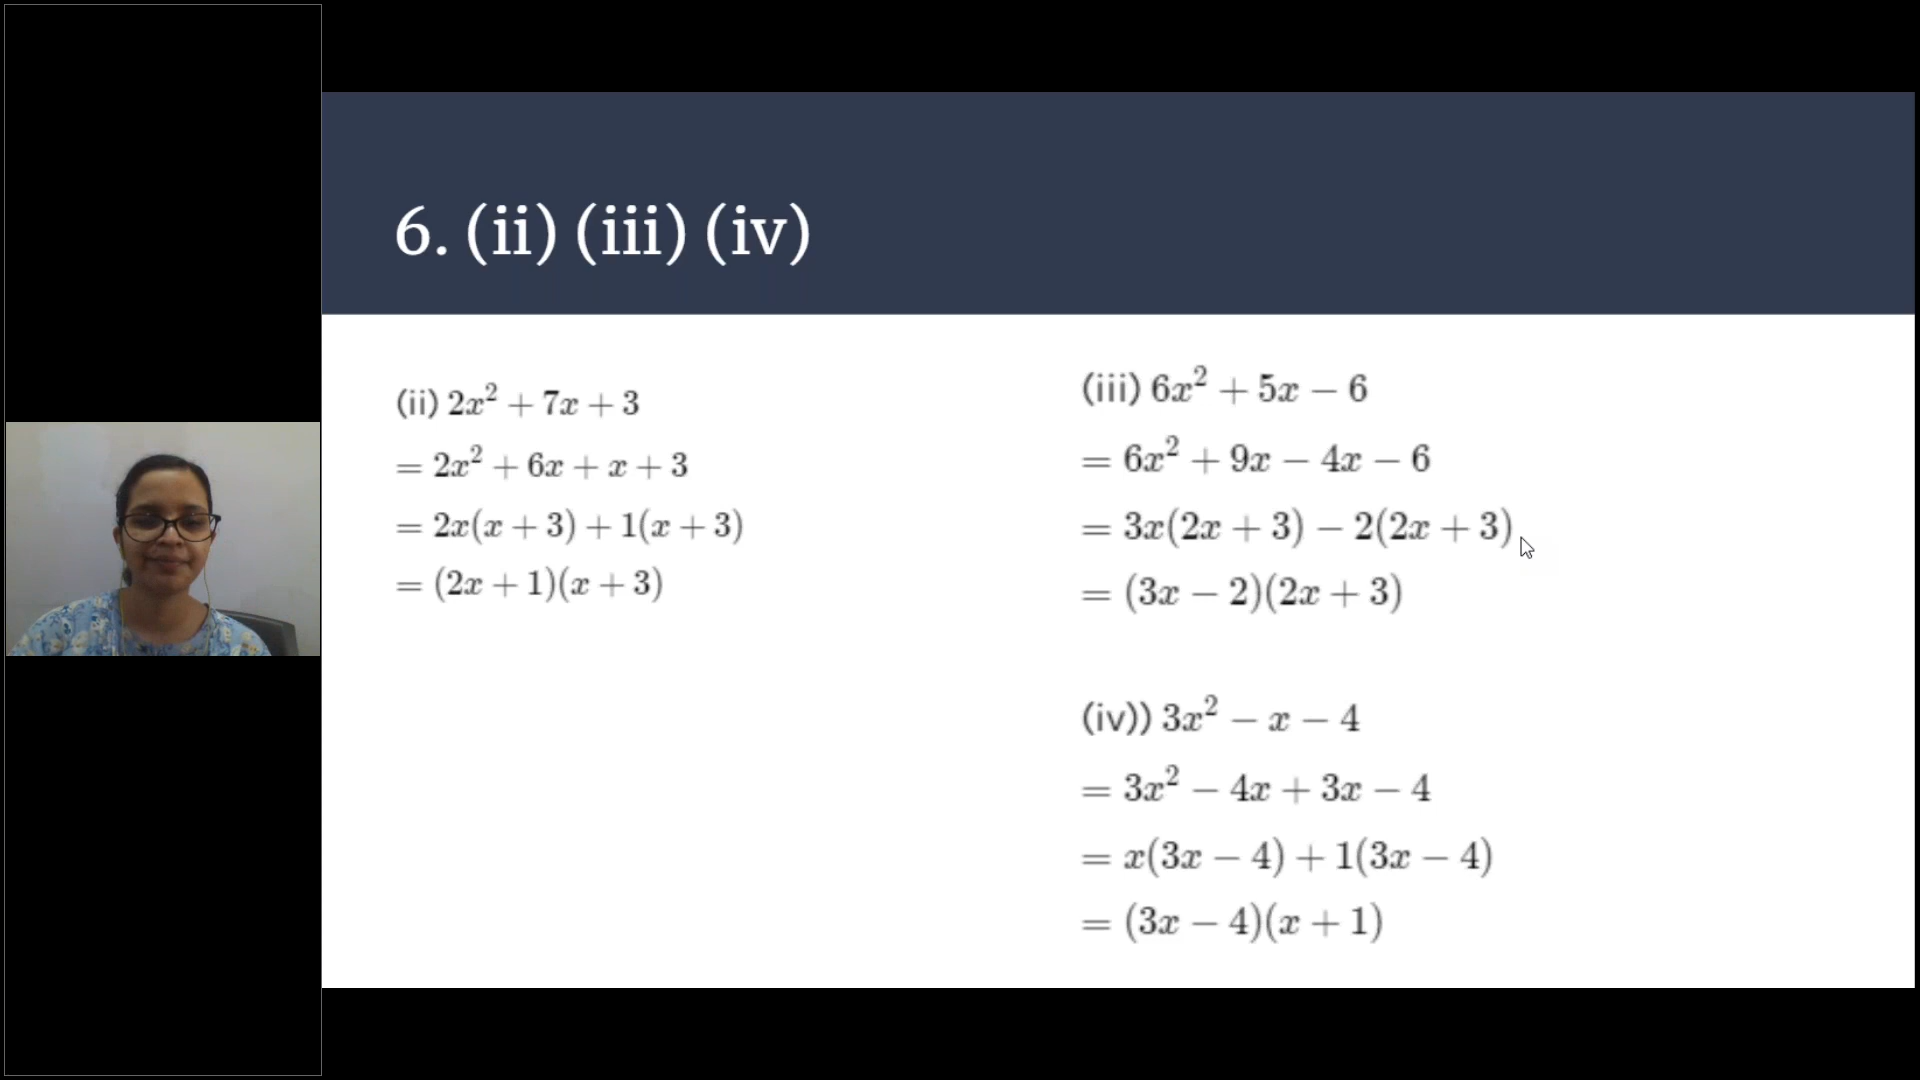 6. (ii) (iii) (iv)
(ii) 2x² + 7x + 3
= 2x² + 6x + x + 3
= 2x(x + 3) + 1(x + 3)
= (2x + 1)(x + 3)
(iii) 6x² + 5x − 6
= 6x² + 9x − 4x − 6
= 3x(2x + 3) − 2(2x + 3)
= (3x − 2)(2x + 3)
(iv)) 3x² − x − 4
= 3x² − 4x + 3x − 4
= x(3x − 4) + 1(3x − 4)
= (3x − 4)(x + 1)